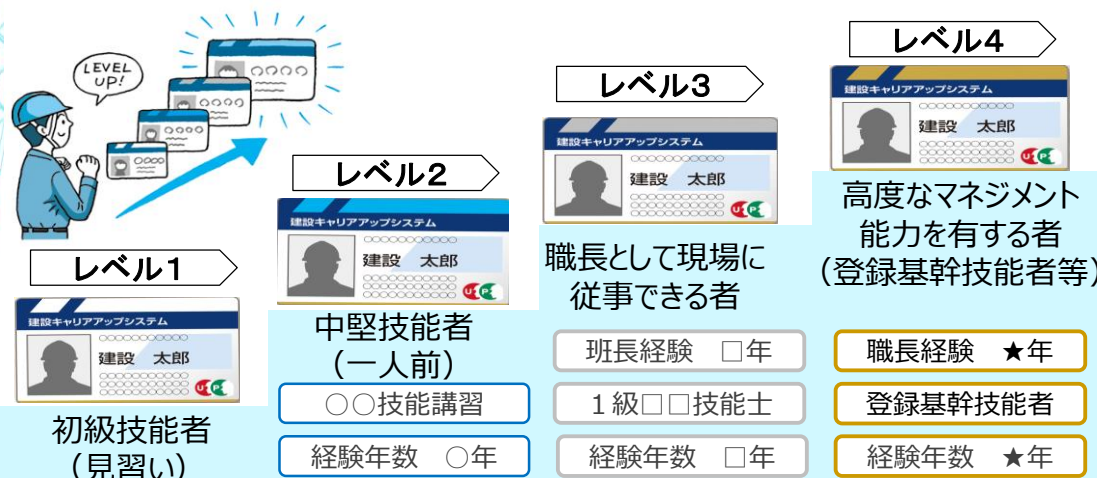 LEVEL
UP!
レベル1
建設キャリアアップシステム
○○○○○○○○○○
建設 太郎
○○○○○○○○○○
○○○○○○○○○○
○○○○○○○○○○
初級技能者
(見習い)
レベル2
建設キャリアアップシステム
○○○○○○○○○○
建設 太郎
○○○○○○○○○○
○○○○○○○○○○
○○○○○○○○○○
中堅技能者
(一人前)
○○技能講習
経験年数 ○年
レベル3
建設キャリアアップシステム
○○○○○○○○○○
建設 太郎
○○○○○○○○○○
○○○○○○○○○○
○○○○○○○○○○
職長として現場に
従事できる者
班長経験 □年
1級□□技能士
経験年数 □年
レベル4
建設キャリアアップシステム
○○○○○○○○○○
建設 太郎
○○○○○○○○○○
○○○○○○○○○○
○○○○○○○○○○
高度なマネジメント
能力を有する者
(登録基幹技能者等)
職長経験 ★年
登録基幹技能者
経験年数 ★年